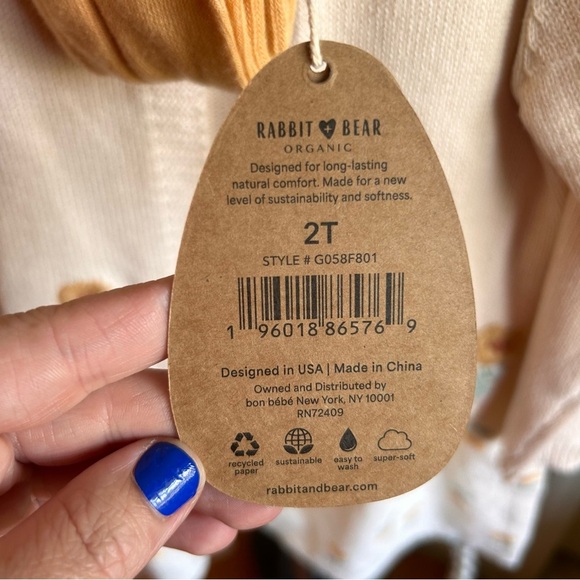 RABBIT + BEAR
ORGANIC
Designed for long-lasting
natural comfort. Made for a new
level of sustainability and softness.
2T
STYLE # G058F801
1 96018 86576 9
Designed in USA | Made in China
Owned and Distributed by
bon bébé New York, NY 10001
RN72409
recycled paper
sustainable
easy to wash
super-soft
rabbitandbear.com